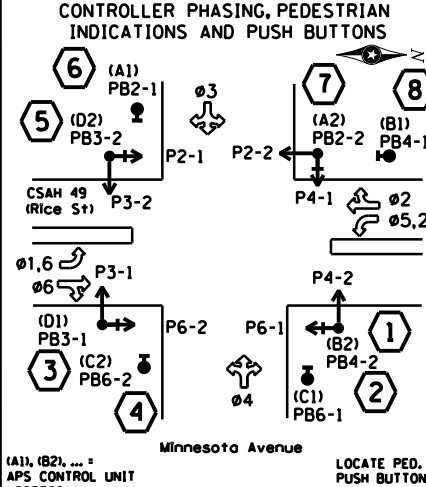 CONTROLLER PHASING, PEDESTRIAN
INDICATIONS AND PUSH BUTTONS
N
6
(A1)
PB2-1
ø3
7
8
5
(D2)
PB3-2
(A2)
PB2-2
(B1)
PB4-1
P2-1
P2-2
CSAH 49
(Rice St)
P3-2
P4-1
ø2
ø5,2
ø1,6
ø6
P3-1
P4-2
(D1)
PB3-1
P6-2
P6-1
1
(B2)
PB4-2
3
(C2)
PB6-2
2
4
ø4
(C1)
PB6-1
Minnesota Avenue
(A1), (B2), ... =
APS CONTROL UNIT
LOCATE PED.
PUSH BUTTON